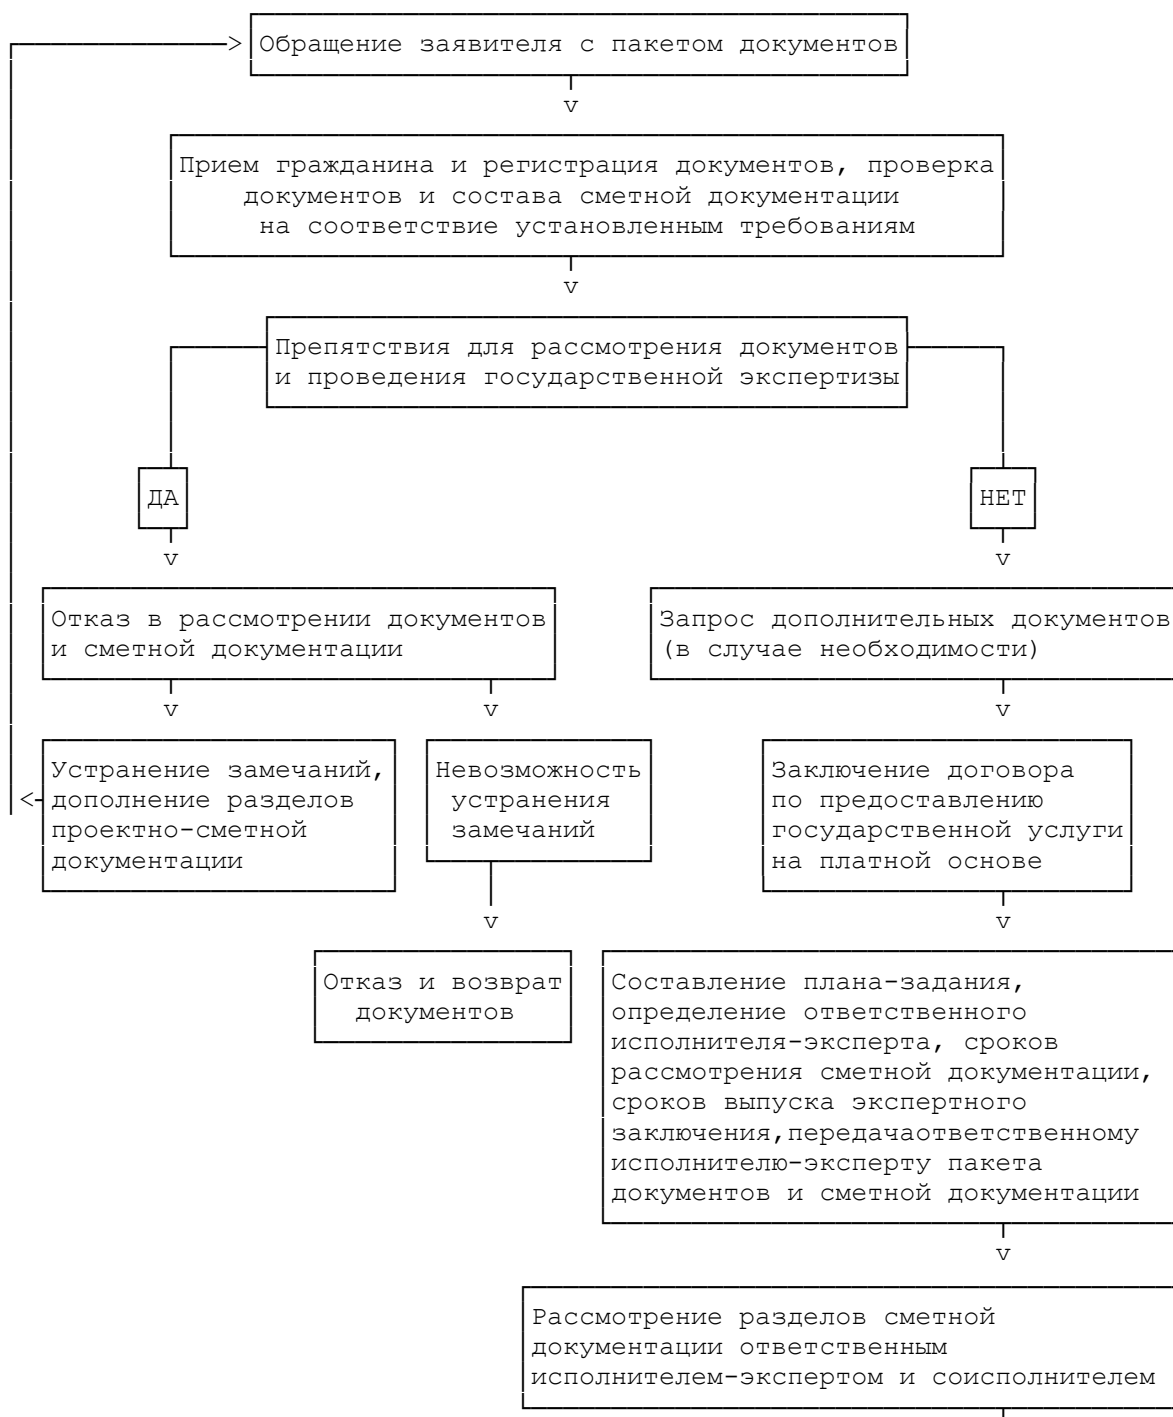 Обращение заявителя с пакетом документов
v
Прием гражданина и регистрация документов, проверка
документов и состава сметной документации
на соответствие установленным требованиям
v
Препятствия для рассмотрения документов
и проведения государственной экспертизы
ДА
НЕТ
v
v
Отказ в рассмотрении документов
и сметной документации
Запрос дополнительных документов
(в случае необходимости)
v
v
v
Устранение замечаний,
дополнение разделов
проектно-сметной
документации
Невозможность
устранения
замечаний
Заключение договора
по предоставлению
государственной услуги
на платной основе
v
v
Отказ и возврат
документов
Составление плана-задания,
определение ответственного
исполнителя-эксперта, сроков
рассмотрения сметной документации,
сроков выпуска экспертного
заключения,передачаответственному
исполнителю-эксперту пакета
документов и сметной документации
v
Рассмотрение разделов сметной
документации ответственным
исполнителем-экспертом и соисполнителем